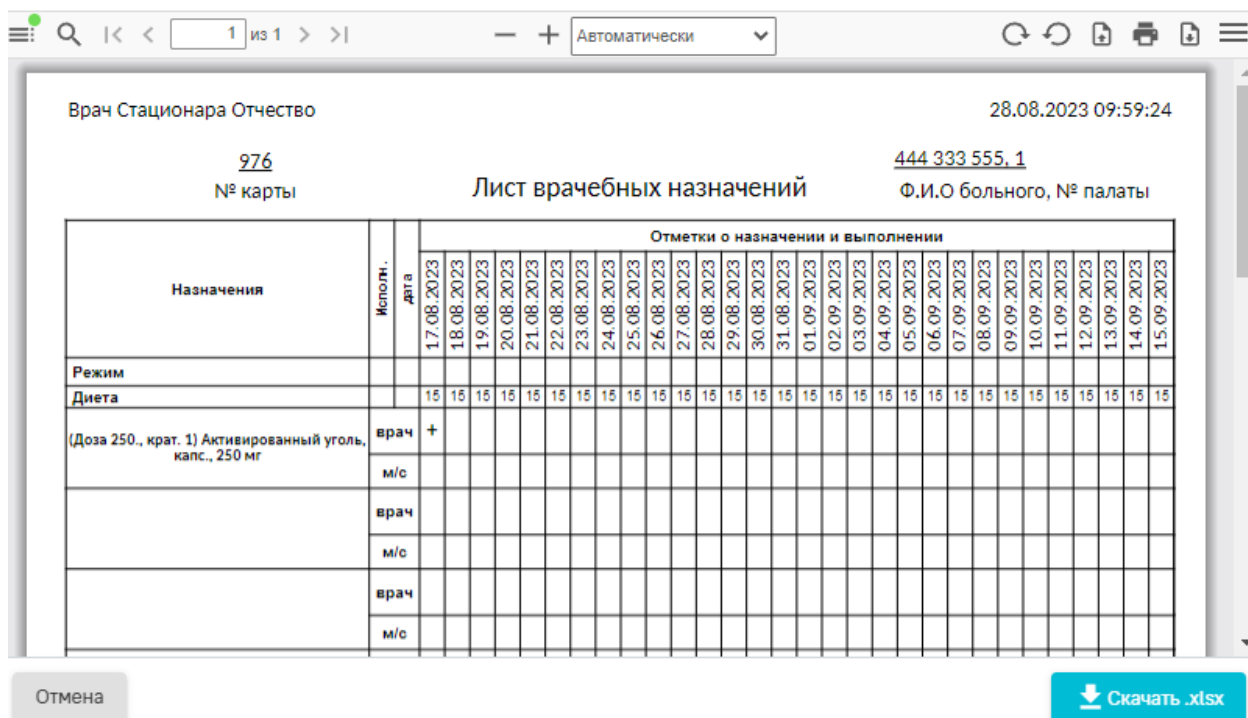 1 из 1 Автоматически
Врач Стационара Отчество 28.08.2023 09:59:24
976 444 333 555, 1
№ карты Лист врачебных назначений Ф.И.О больного, № палаты
Назначения Исполн. дата Отметки о назначении и выполнении
17.08.2023 18.08.2023 19.08.2023 20.08.2023 21.08.2023 22.08.2023 23.08.2023 24.08.2023 25.08.2023 26.08.2023 27.08.2023 28.08.2023 29.08.2023 30.08.2023 31.08.2023 01.09.2023 02.09.2023 03.09.2023 04.09.2023 05.09.2023 06.09.2023 07.09.2023 08.09.2023 09.09.2023 10.09.2023 11.09.2023 12.09.2023 13.09.2023 14.09.2023 15.09.2023
Режим
Диета 15 15 15 15 15 15 15 15 15 15 15 15 15 15 15 15 15 15 15 15 15 15 15 15 15 15 15 15 15
(Доза 250., крат. 1) Активированный уголь,
капс., 250 мг
врач +
м/с
врач
м/с
врач
м/с
Отмена Скачать .xlsx